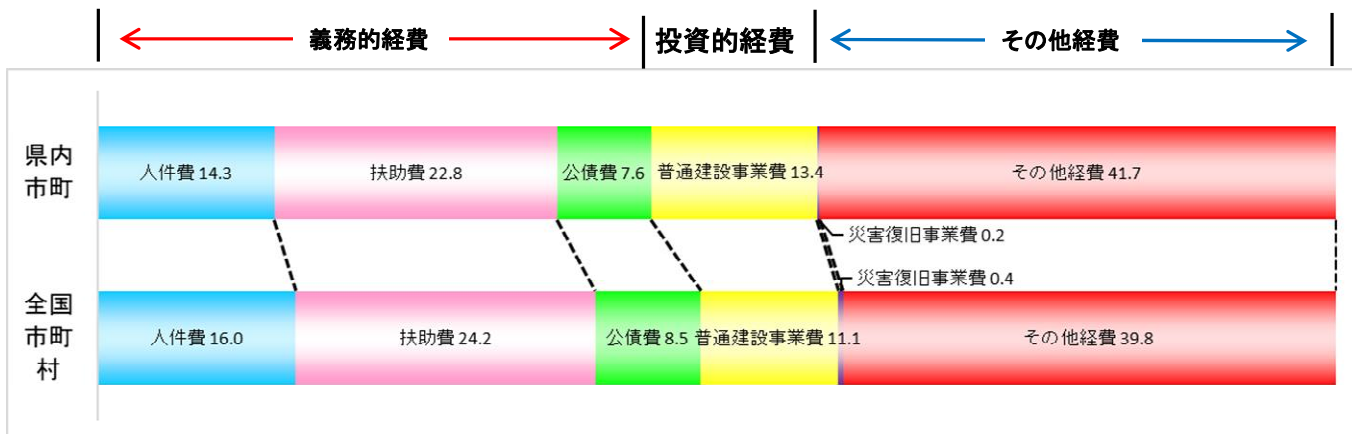 義務的経費 投資的経費 その他経費
県内
市町
人件費 14.3 扶助費 22.8 公債費 7.6 普通建設事業費 13.4 その他経費 41.7
災害復旧事業費 0.2
災害復旧事業費 0.4
全国
市町
村
人件費 16.0 扶助費 24.2 公債費 8.5 普通建設事業費 11.1 その他経費 39.8